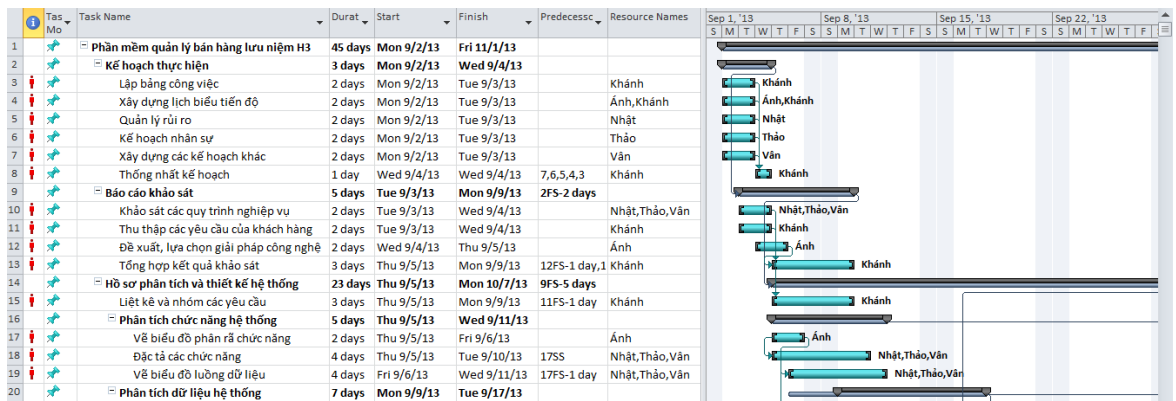 Tas Mo Task Name Durat Start Finish Predecessc Resource Names Sep 1, '13 Sep 8, '13 Sep 15, '13 Sep 22, '13
S M T W T F S S M T W T F S S M T W T F S S M T W T F S
1 Phần mềm quản lý bán hàng lưu niệm H3 45 days Mon 9/2/13 Fri 11/1/13
2 Kế hoạch thực hiện 3 days Mon 9/2/13 Wed 9/4/13
3 Lập bảng công việc 2 days Mon 9/2/13 Tue 9/3/13 Khánh Khánh
4 Xây dựng lịch biểu tiến độ 2 days Mon 9/2/13 Tue 9/3/13 Ánh,Khánh Ánh,Khánh
5 Quản lý rủi ro 2 days Mon 9/2/13 Tue 9/3/13 Nhật Nhật
6 Kế hoạch nhân sự 2 days Mon 9/2/13 Tue 9/3/13 Thảo Thảo
7 Xây dựng các kế hoạch khác 2 days Mon 9/2/13 Tue 9/3/13 Vân Vân
8 Thống nhất kế hoạch 1 day Wed 9/4/13 Wed 9/4/13 7,6,5,4,3 Khánh Khánh
9 Báo cáo khảo sát 5 days Tue 9/3/13 Mon 9/9/13 2FS-2 days
10 Khảo sát các quy trình nghiệp vụ 2 days Tue 9/3/13 Wed 9/4/13 Nhật,Thảo,Vân Nhật,Thảo,Vân
11 Thu thập các yêu cầu của khách hàng 2 days Tue 9/3/13 Wed 9/4/13 Khánh Khánh
12 Đề xuất, lựa chọn giải pháp công nghệ 2 days Wed 9/4/13 Thu 9/5/13 Ánh Ánh
13 Tổng hợp kết quả khảo sát 3 days Thu 9/5/13 Mon 9/9/13 12FS-1 day,1 Khánh Khánh
14 Hồ sơ phân tích và thiết kế hệ thống 23 days Thu 9/5/13 Mon 10/7/13 9FS-5 days
15 Liệt kê và nhóm các yêu cầu 3 days Thu 9/5/13 Mon 9/9/13 11FS-1 day Khánh Khánh
16 Phân tích chức năng hệ thống 5 days Thu 9/5/13 Wed 9/11/13
17 Vẽ biểu đồ phân rã chức năng 2 days Thu 9/5/13 Fri 9/6/13 Ánh Ánh
18 Đặc tả các chức năng 4 days Thu 9/5/13 Tue 9/10/13 17SS Nhật,Thảo,Vân Nhật,Thảo,Vân
19 Vẽ biểu đồ luồng dữ liệu 4 days Fri 9/6/13 Wed 9/11/13 17FS-1 day Nhật,Thảo,Vân Nhật,Thảo,Vân
20 Phân tích dữ liệu hệ thống 7 days Mon 9/9/13 Tue 9/17/13